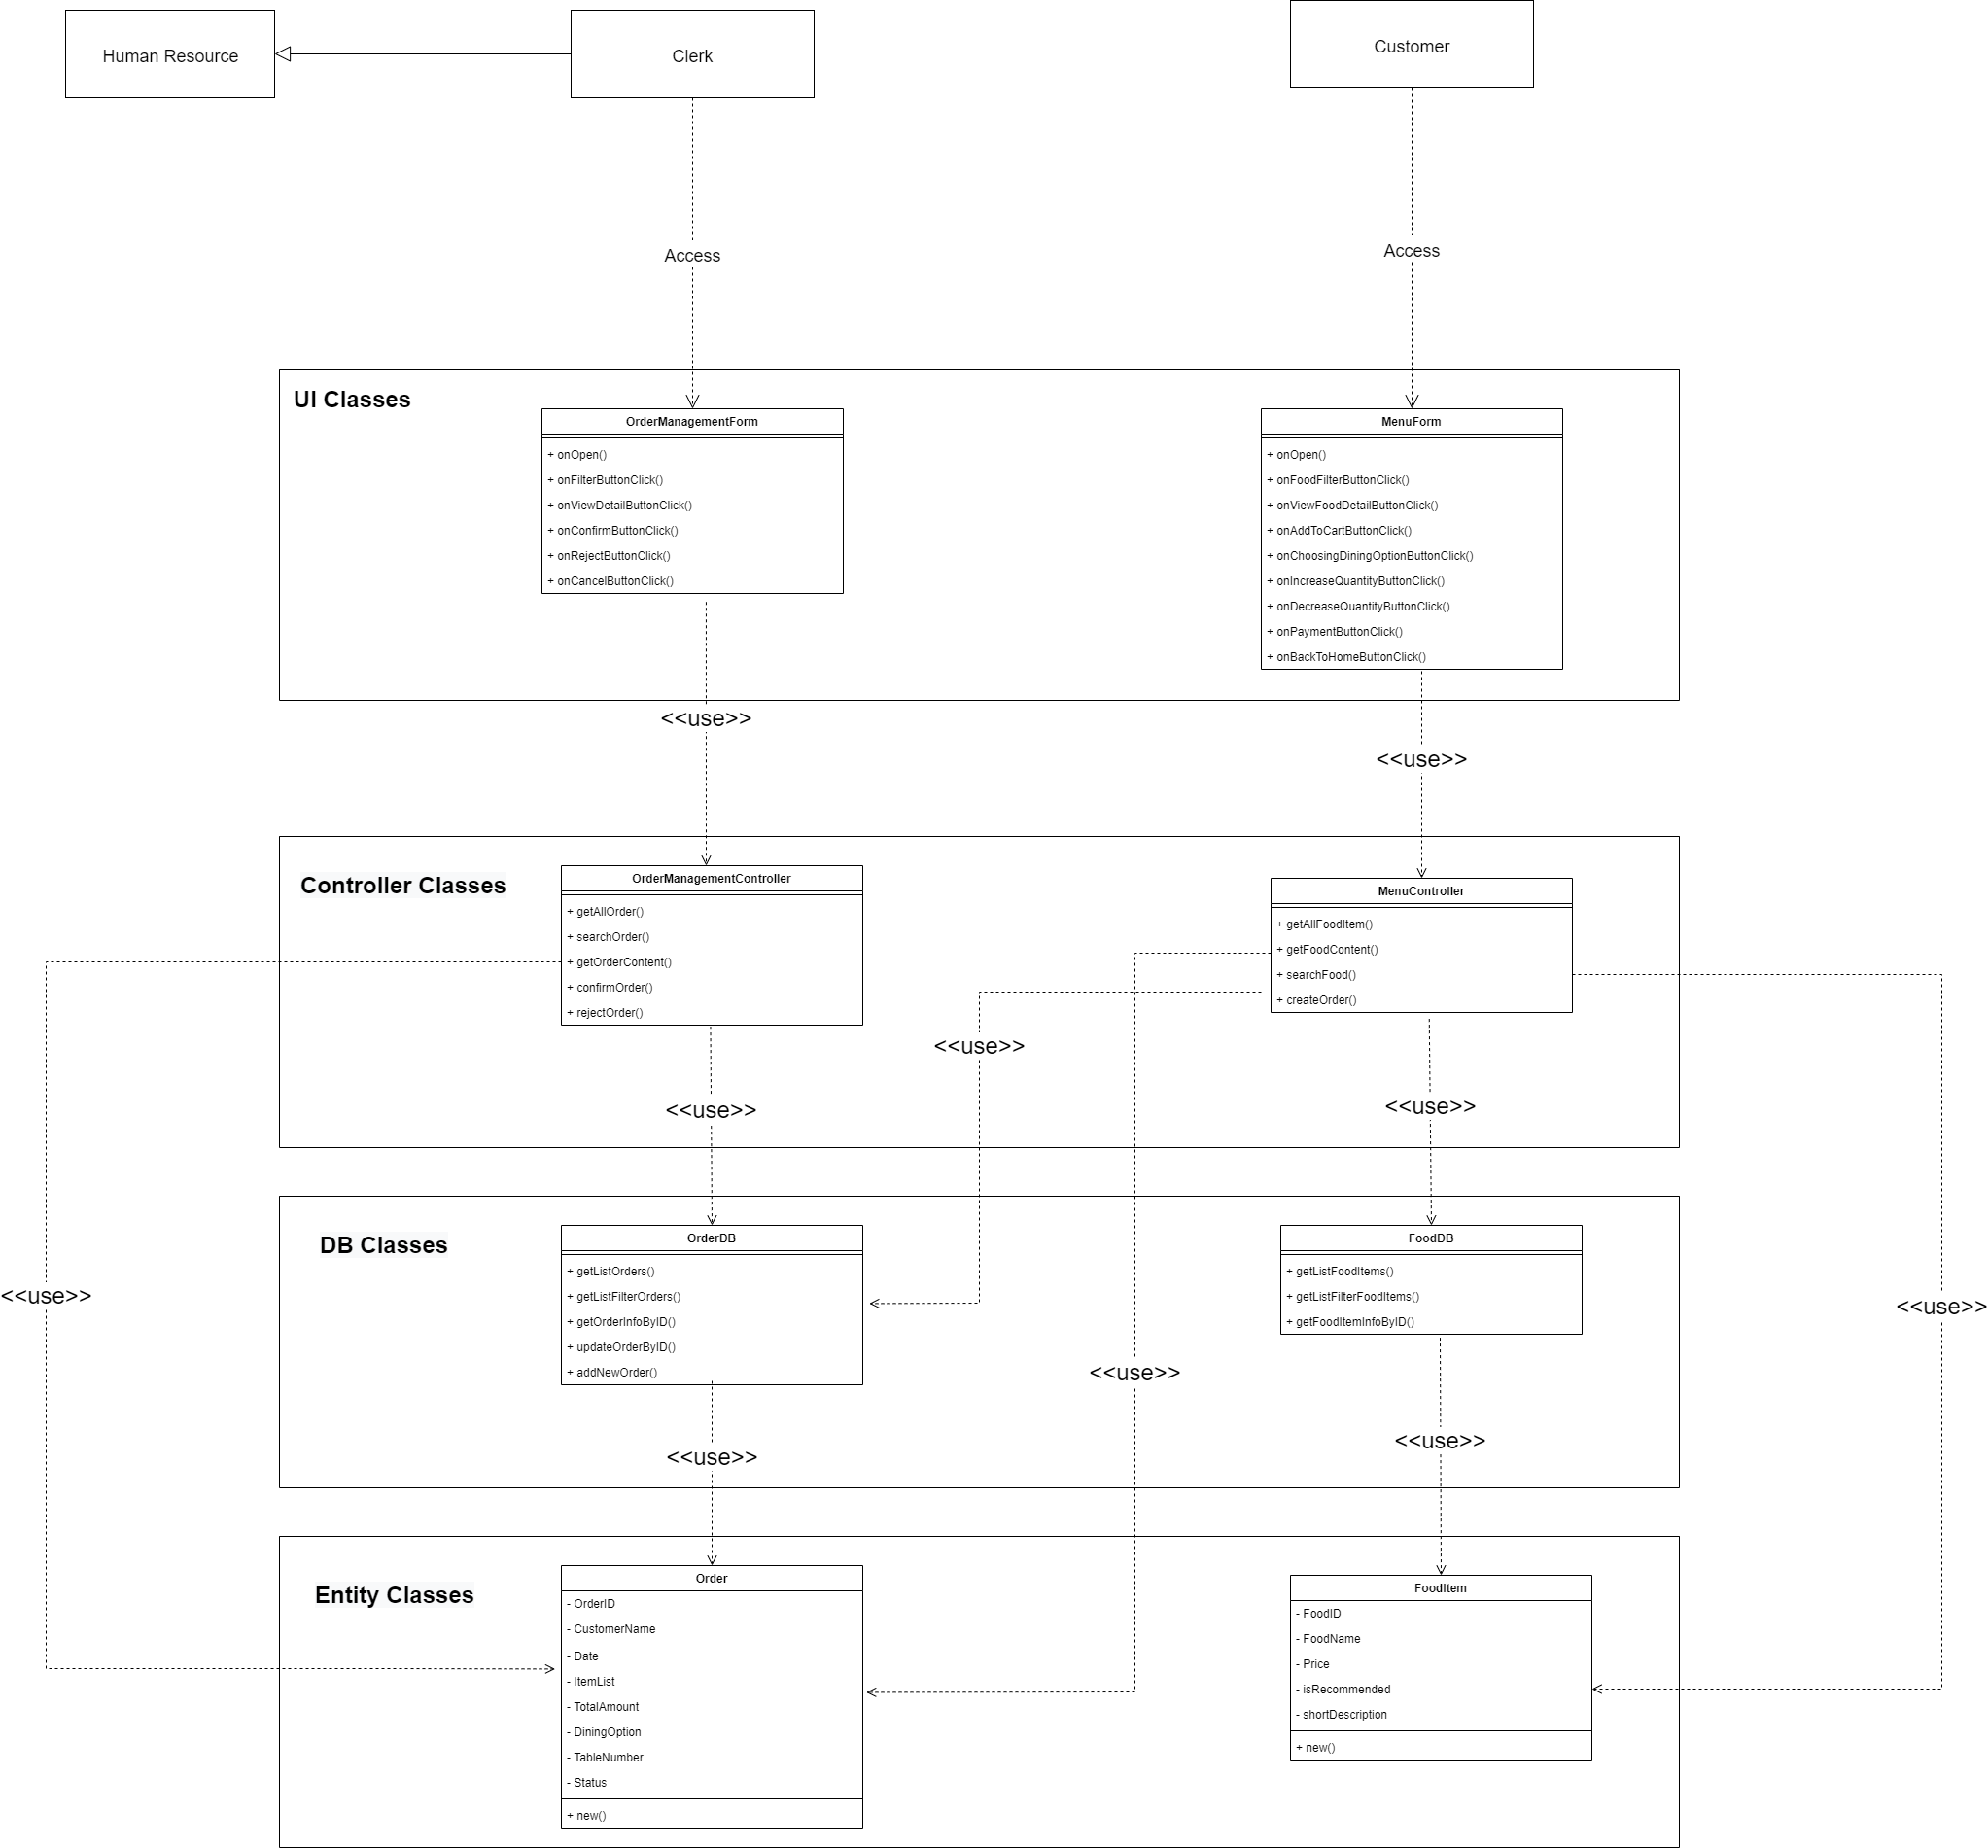 Human Resource
Clerk
Customer
Access
Access
UI Classes
OrderManagementForm
+ onOpen()
+ onFilterButtonClick()
+ onViewDetailButtonClick()
+ onConfirmButtonClick()
+ onRejectButtonClick()
+ onCancelButtonClick()
MenuForm
+ onOpen()
+ onFoodFilterButtonClick()
+ onViewFoodDetailButtonClick()
+ onAddToCartButtonClick()
+ onChoosingDiningOptionButtonClick()
+ onIncreaseQuantityButtonClick()
+ onDecreaseQuantityButtonClick()
+ onPaymentButtonClick()
+ onBackToHomeButtonClick()
<<use>>
<<use>>
Controller Classes
OrderManagementController
+ getAllOrder()
+ searchOrder()
+ getOrderContent()
+ confirmOrder()
+ rejectOrder()
MenuController
+ getAllFoodItem()
+ getFoodContent()
+ searchFood()
+ createOrder()
<<use>>
<<use>>
<<use>>
DB Classes
OrderDB
+ getListOrders()
+ getListFilterOrders()
+ getOrderInfoByID()
+ updateOrderByID()
+ addNewOrder()
FoodDB
+ getListFoodItems()
+ getListFilterFoodItems()
+ getFoodItemInfoByID()
<<use>>
<<use>>
<<use>>
<<use>>
<<use>>
Entity Classes
Order
- OrderID
- CustomerName
- Date
- ItemList
- TotalAmount
- DiningOption
- TableNumber
- Status
+ new()
FoodItem
- FoodID
- FoodName
- Price
- isRecommended
- shortDescription
+ new()